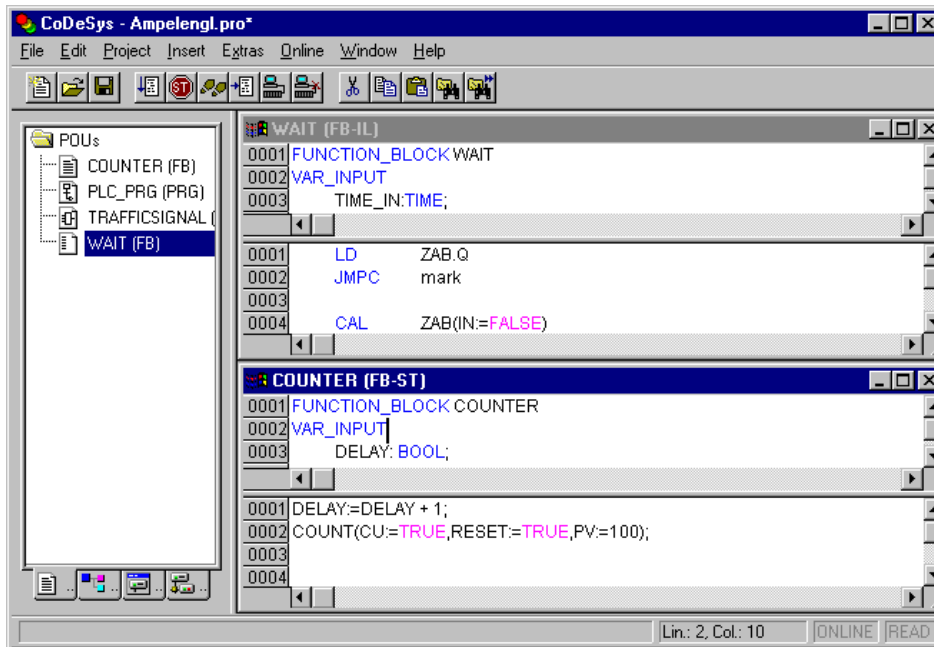 CoDeSys - Ampelengl.pro*
File Edit Project Insert Extras Online Window Help
ST
POUs
COUNTER (FB)
PLC_PRG (PRG)
TRAFFICSIGNAL (
WAIT (FB)
WAIT (FB-IL)
0001 FUNCTION_BLOCK WAIT
0002 VAR_INPUT
0003 TIME_IN:TIME;
0001 LD ZAB.Q
0002 JMPC mark
0003
0004 CAL ZAB(IN:=FALSE)
COUNTER (FB-ST)
0001 FUNCTION_BLOCK COUNTER
0002 VAR_INPUT
0003 DELAY: BOOL;
0001 DELAY:=DELAY + 1;
0002 COUNT(CU:=TRUE,RESET:=TRUE,PV:=100);
0003
0004
.. .. .. ..
Lin.: 2, Col.: 10 ONLINE READ